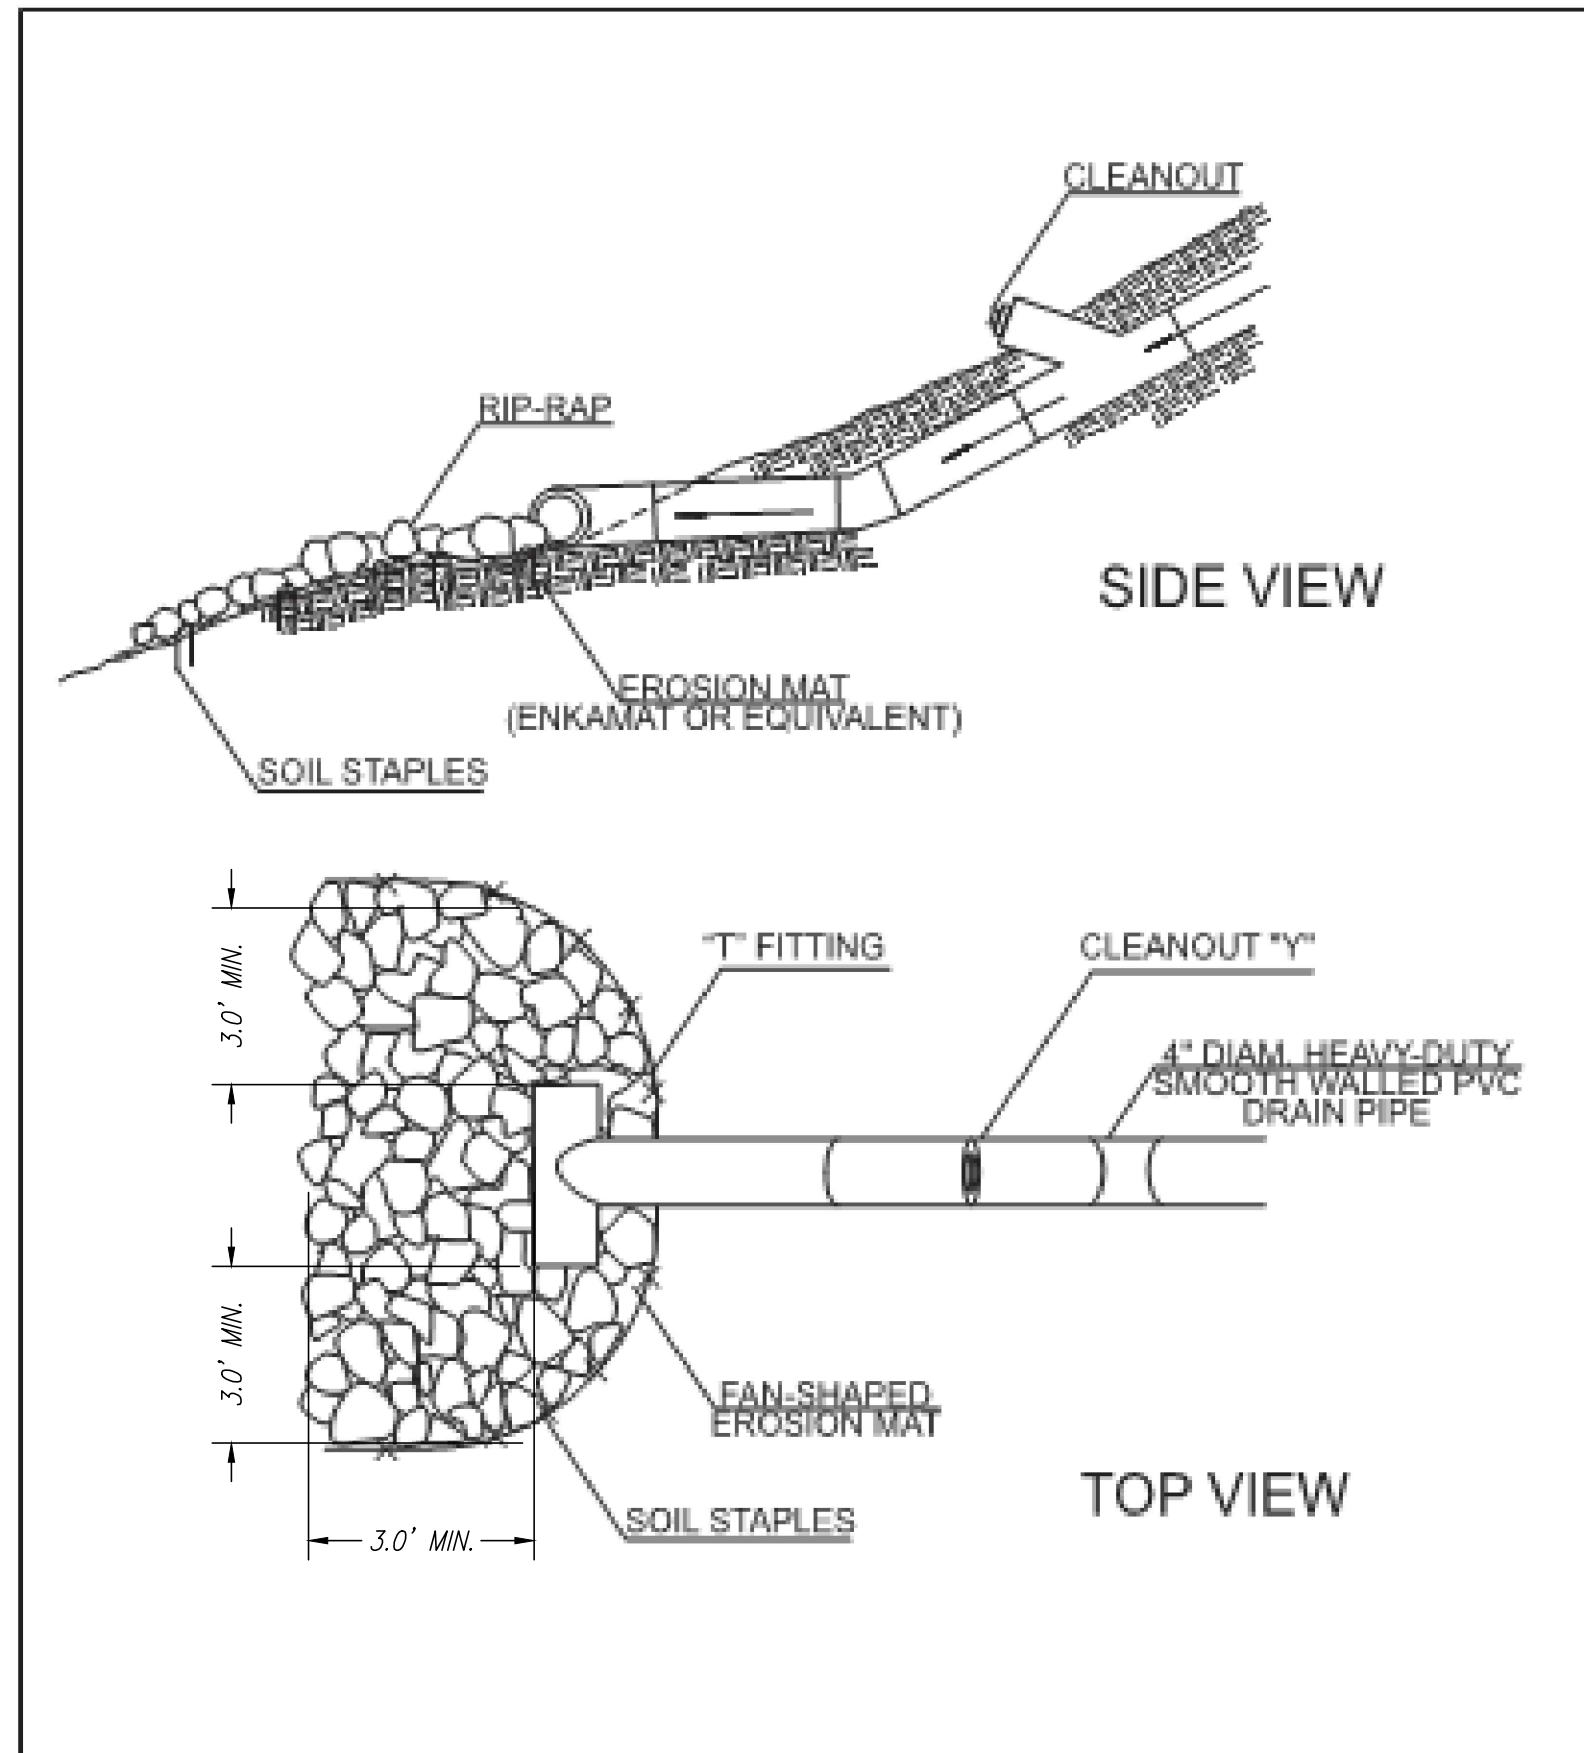 CLEANOUT
RIP-RAP
SIDE VIEW
EROSION MAT
(ENKAMAT OR EQUIVALENT)
SOIL STAPLES
3.0' MIN.
"T" FITTING
CLEANOUT "Y"
4" DIAM. HEAVY-DUTY
SMOOTH WALLED PVC
DRAIN PIPE
3.0' MIN.
FAN-SHAPED
EROSION MAT
TOP VIEW
SOIL STAPLES
3.0' MIN.